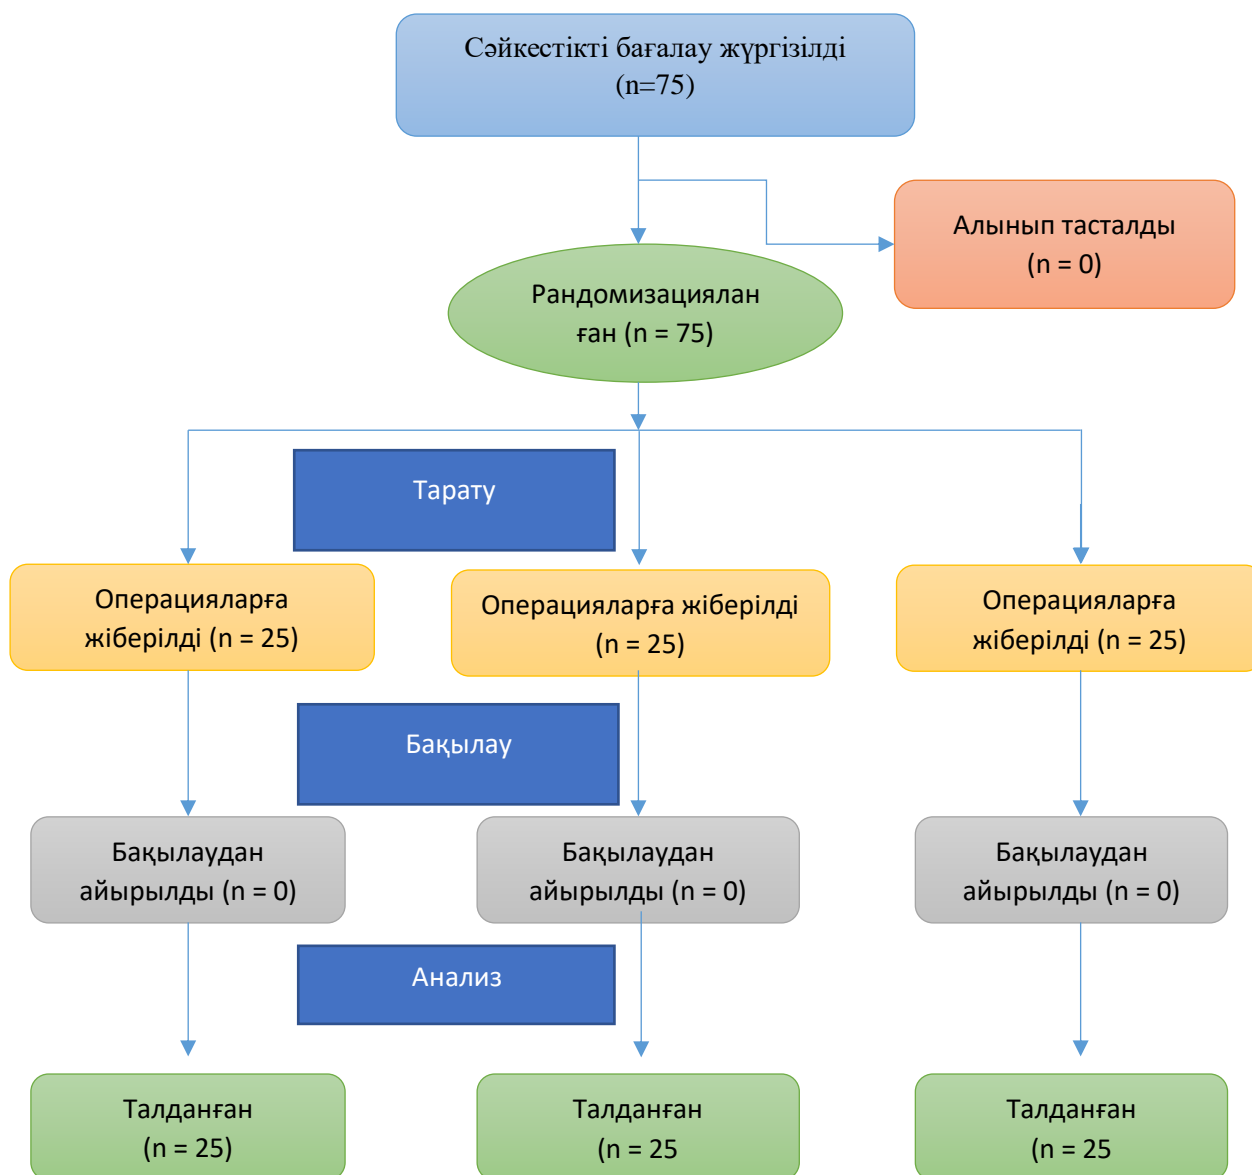 Сәйкестікті бағалау жүргізілді
(n=75)
Алынып тасталды
(n = 0)
Рандомизациялан
ған (n = 75)
Тарату
Операцияларға
жіберілді (n = 25)
Операцияларға жіберілді
(n = 25)
Операцияларға
жіберілді (n = 25)
Бақылау
Бақылаудан
айырылды (n = 0)
Бақылаудан
айырылды (n = 0)
Бақылаудан
айырылды (n = 0)
Анализ
Талданған
(n = 25)
Талданған
(n = 25
Талданған
(n = 25